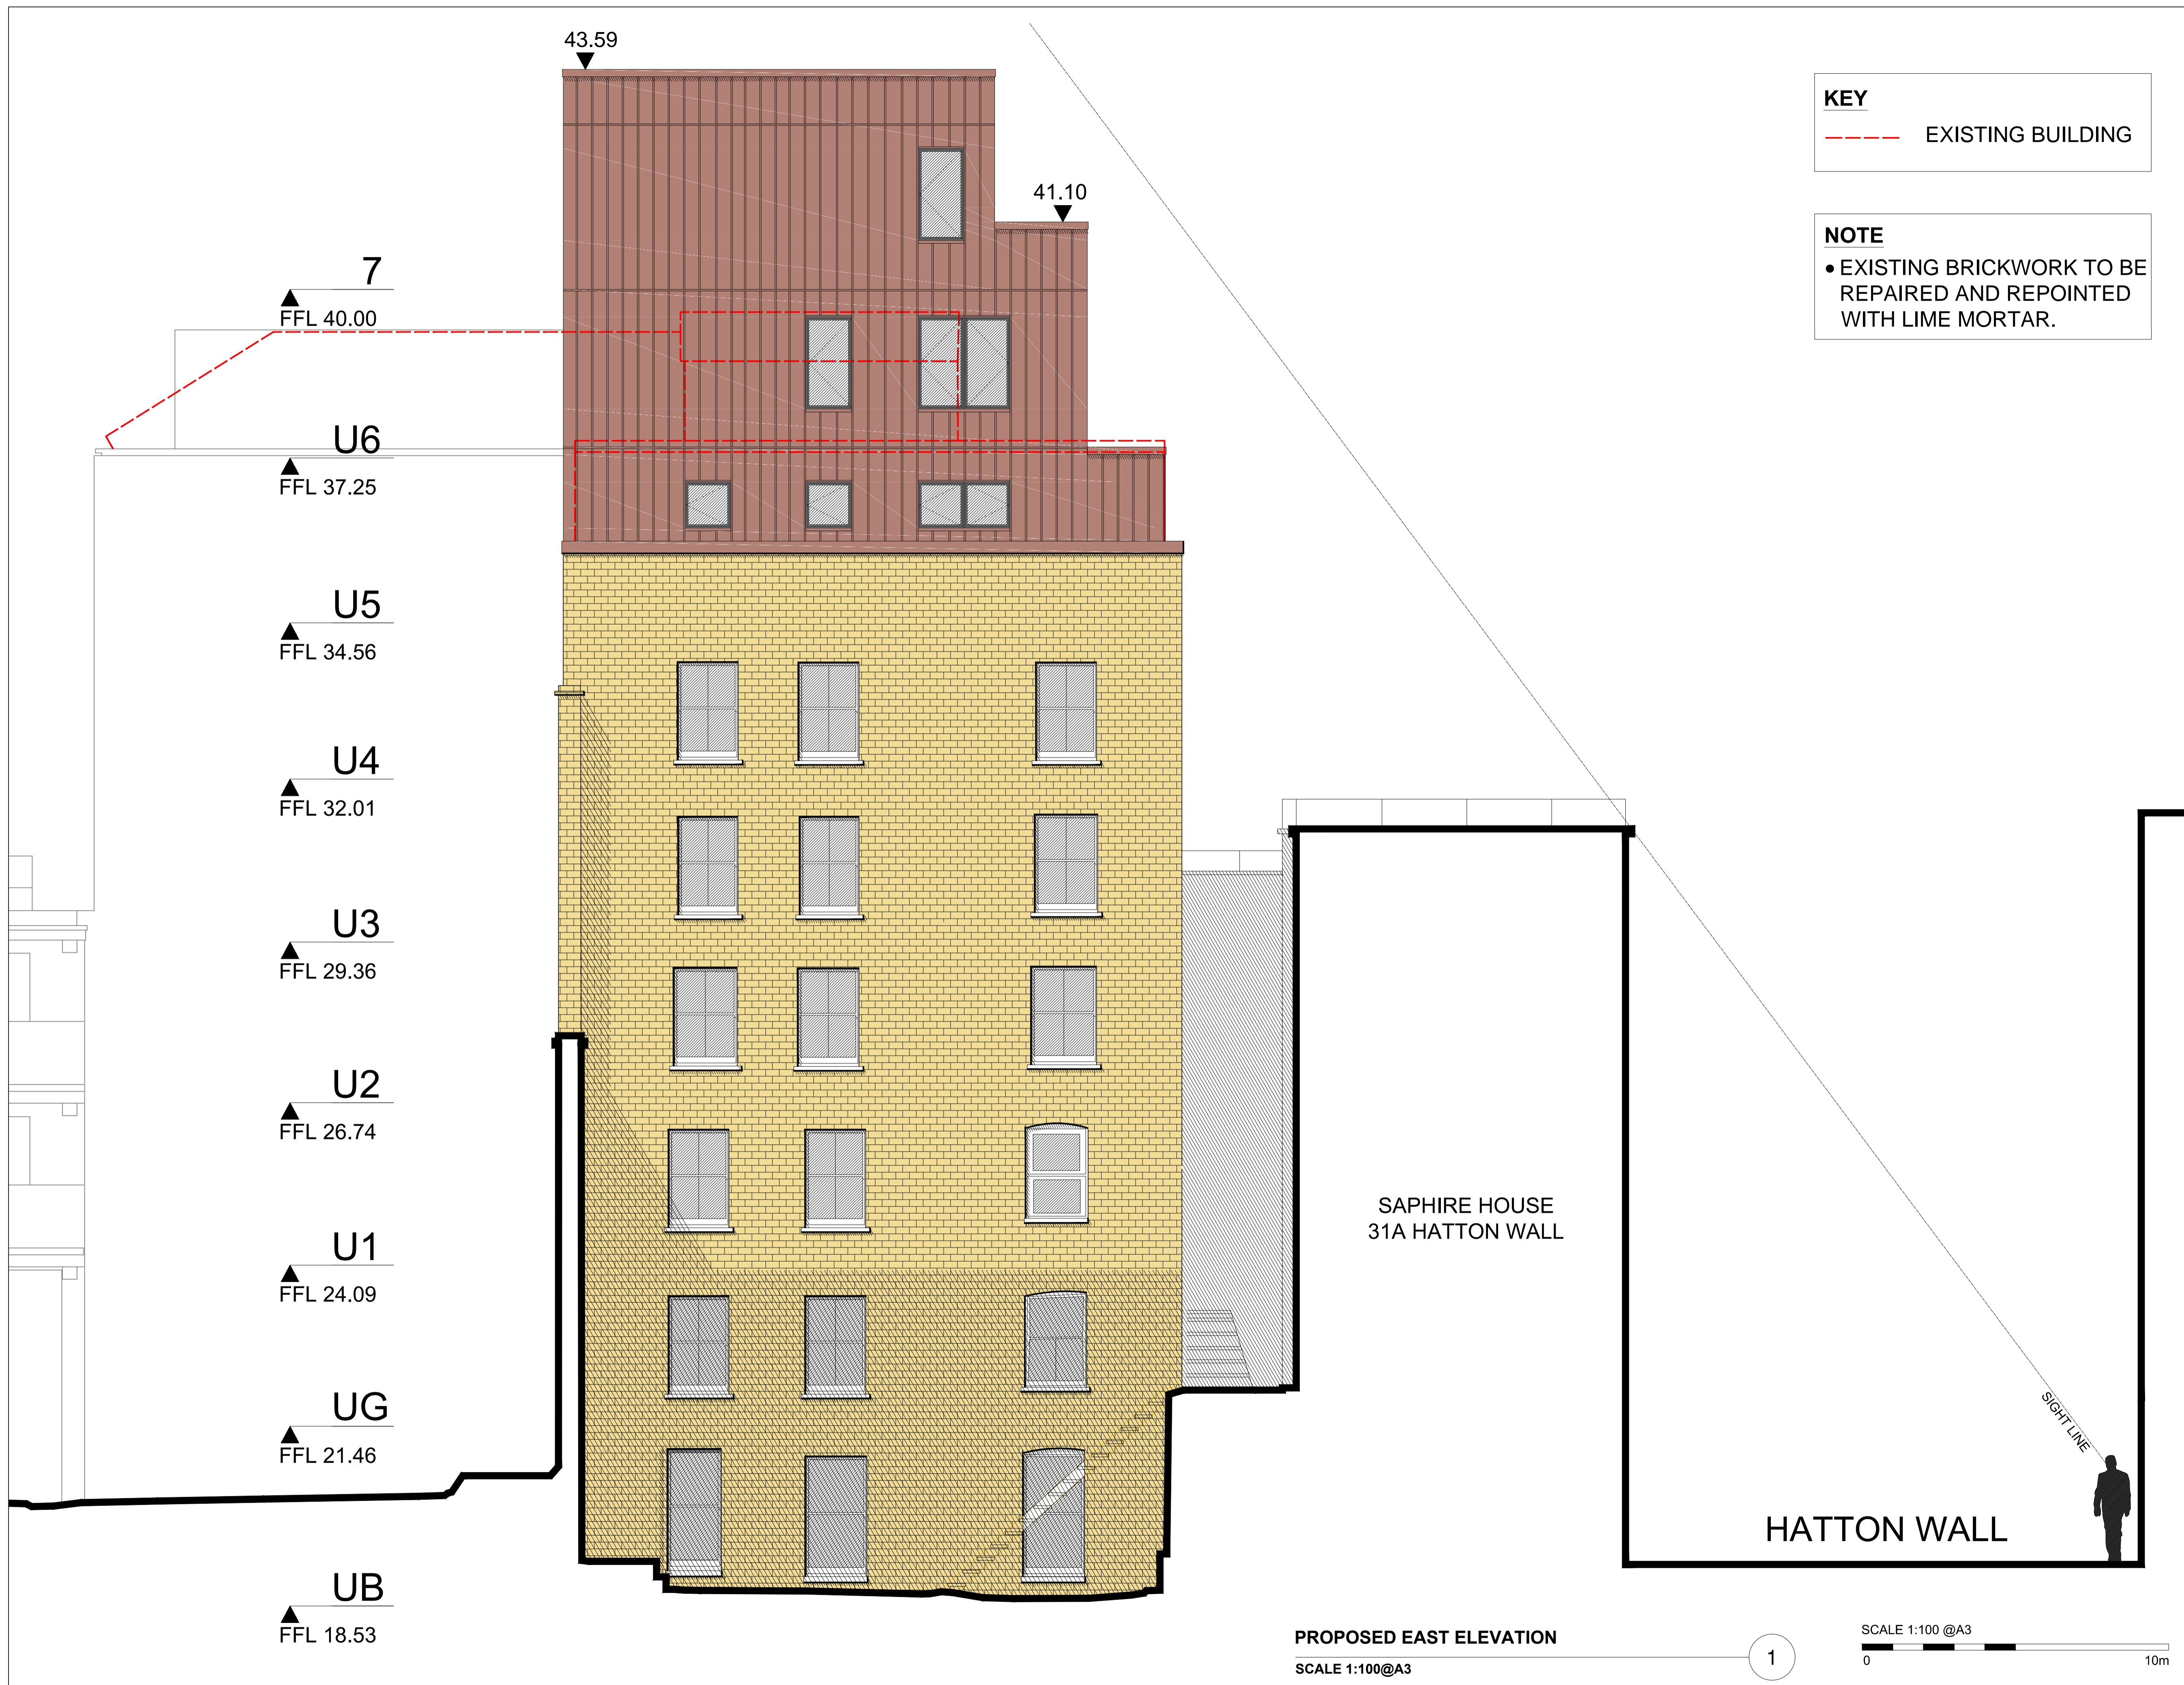 43.59
KEY
EXISTING BUILDING
41.10
NOTE
● EXISTING BRICKWORK TO BE
REPAIRED AND REPOINTED
WITH LIME MORTAR.
7
FFL 40.00
U6
FFL 37.25
U5
FFL 34.56
U4
FFL 32.01
U3
FFL 29.36
U2
FFL 26.74
U1
FFL 24.09
UG
FFL 21.46
UB
FFL 18.53
SAPHIRE HOUSE
31A HATTON WALL
SIGHT LINE
HATTON WALL
PROPOSED EAST ELEVATION
SCALE 1:100@A3
1
SCALE 1:100 @A3
0 10m